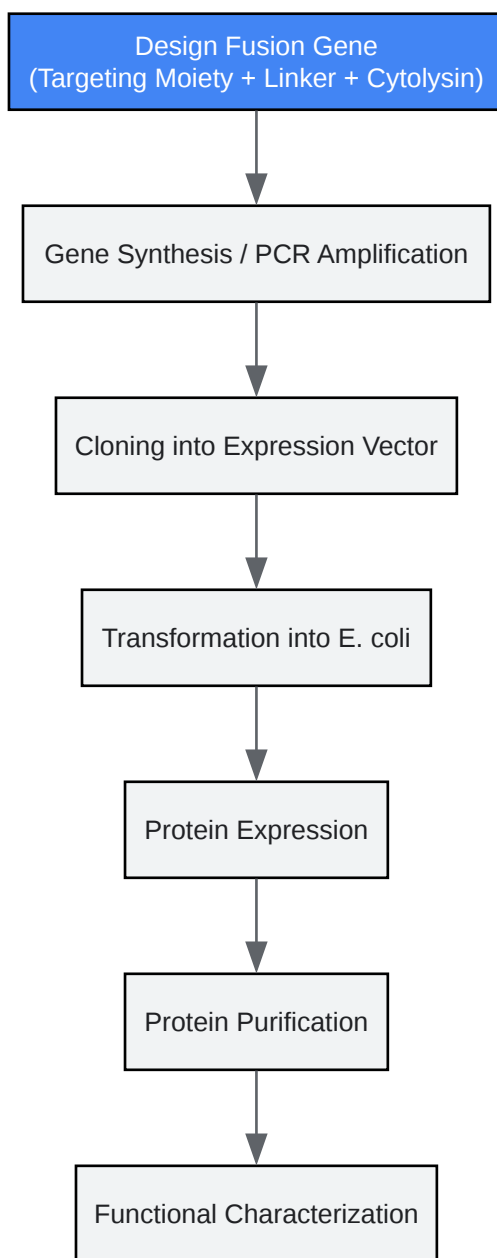 Design Fusion Gene
(Targeting Moiety + Linker + Cytolysin)
Gene Synthesis / PCR Amplification
Cloning into Expression Vector
Transformation into E. coli
Protein Expression
Protein Purification
Functional Characterization